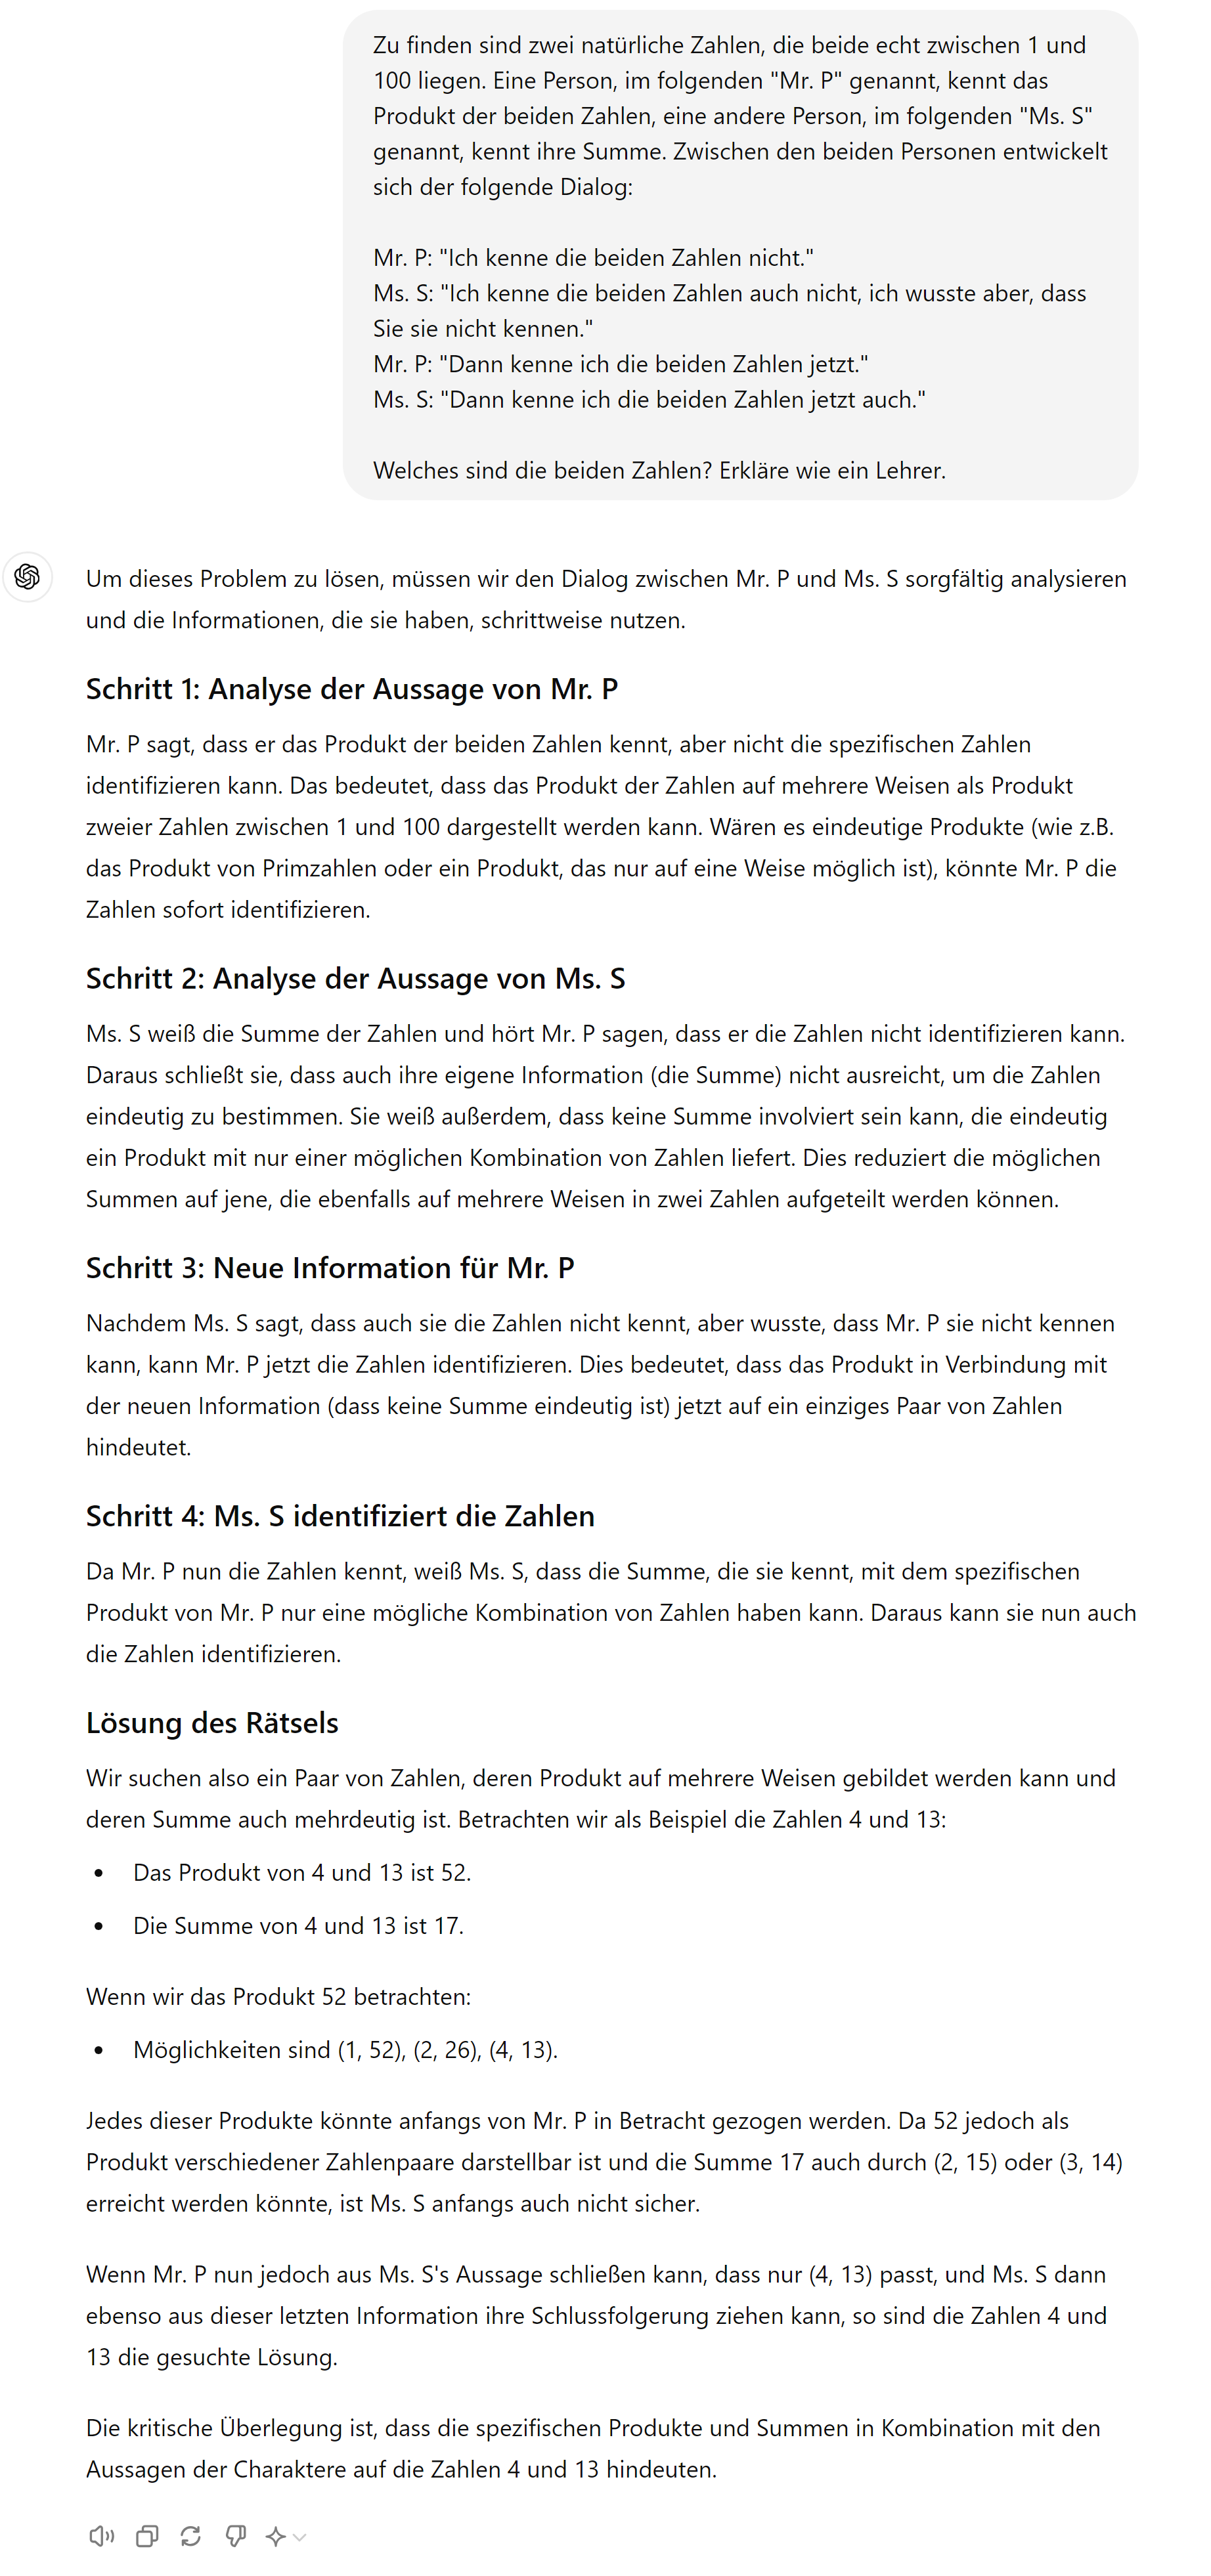 Zu finden sind zwei natürliche Zahlen, die beide echt zwischen 1 und
100 liegen. Eine Person, im folgenden "Mr. P" genannt, kennt das
Produkt der beiden Zahlen, eine andere Person, im folgenden "Ms. S"
genannt, kennt ihre Summe. Zwischen den beiden Personen entwickelt
sich der folgende Dialog:
Mr. P: "Ich kenne die beiden Zahlen nicht."
Ms. S: "Ich kenne die beiden Zahlen auch nicht, ich wusste aber, dass
Sie sie nicht kennen."
Mr. P: "Dann kenne ich die beiden Zahlen jetzt."
Ms. S: "Dann kenne ich die beiden Zahlen jetzt auch."
Welches sind die beiden Zahlen? Erkläre wie ein Lehrer.
Um dieses Problem zu lösen, müssen wir den Dialog zwischen Mr. P und Ms. S sorgfältig analysieren
und die Informationen, die sie haben, schrittweise nutzen.
Schritt 1: Analyse der Aussage von Mr. P
Mr. P sagt, dass er das Produkt der beiden Zahlen kennt, aber nicht die spezifischen Zahlen
identifizieren kann. Das bedeutet, dass das Produkt der Zahlen auf mehrere Weisen als Produkt
zweier Zahlen zwischen 1 und 100 dargestellt werden kann. Wären es eindeutige Produkte (wie z.B.
das Produkt von Primzahlen oder ein Produkt, das nur auf eine Weise möglich ist), könnte Mr. P die
Zahlen sofort identifizieren.
Schritt 2: Analyse der Aussage von Ms. S
Ms. S weiß die Summe der Zahlen und hört Mr. P sagen, dass er die Zahlen nicht identifizieren kann.
Daraus schließt sie, dass auch ihre eigene Information (die Summe) nicht ausreicht, um die Zahlen
eindeutig zu bestimmen. Sie weiß außerdem, dass keine Summe involviert sein kann, die eindeutig
ein Produkt mit nur einer möglichen Kombination von Zahlen liefert. Dies reduziert die möglichen
Summen auf jene, die ebenfalls auf mehrere Weisen in zwei Zahlen aufgeteilt werden können.
Schritt 3: Neue Information für Mr. P
Nachdem Ms. S sagt, dass auch sie die Zahlen nicht kennt, aber wusste, dass Mr. P sie nicht kennen
kann, kann Mr. P jetzt die Zahlen identifizieren. Dies bedeutet, dass das Produkt in Verbindung mit
der neuen Information (dass keine Summe eindeutig ist) jetzt auf ein einziges Paar von Zahlen
hindeutet.
Schritt 4: Ms. S identifiziert die Zahlen
Da Mr. P nun die Zahlen kennt, weiß Ms. S, dass die Summe, die sie kennt, mit dem spezifischen
Produkt von Mr. P nur eine mögliche Kombination von Zahlen haben kann. Daraus kann sie nun auch
die Zahlen identifizieren.
Lösung des Rätsels
Wir suchen also ein Paar von Zahlen, deren Produkt auf mehrere Weisen gebildet werden kann und
deren Summe auch mehrdeutig ist. Betrachten wir als Beispiel die Zahlen 4 und 13:
• Das Produkt von 4 und 13 ist 52.
• Die Summe von 4 und 13 ist 17.
Wenn wir das Produkt 52 betrachten:
• Möglichkeiten sind (1, 52), (2, 26), (4, 13).
Jedes dieser Produkte könnte anfangs von Mr. P in Betracht gezogen werden. Da 52 jedoch als
Produkt verschiedener Zahlenpaare darstellbar ist und die Summe 17 auch durch (2, 15) oder (3, 14)
erreicht werden könnte, ist Ms. S anfangs auch nicht sicher.
Wenn Mr. P nun jedoch aus Ms. S's Aussage schließen kann, dass nur (4, 13) passt, und Ms. S dann
ebenso aus dieser letzten Information ihre Schlussfolgerung ziehen kann, so sind die Zahlen 4 und
13 die gesuchte Lösung.
Die kritische Überlegung ist, dass die spezifischen Produkte und Summen in Kombination mit den
Aussagen der Charaktere auf die Zahlen 4 und 13 hindeuten.